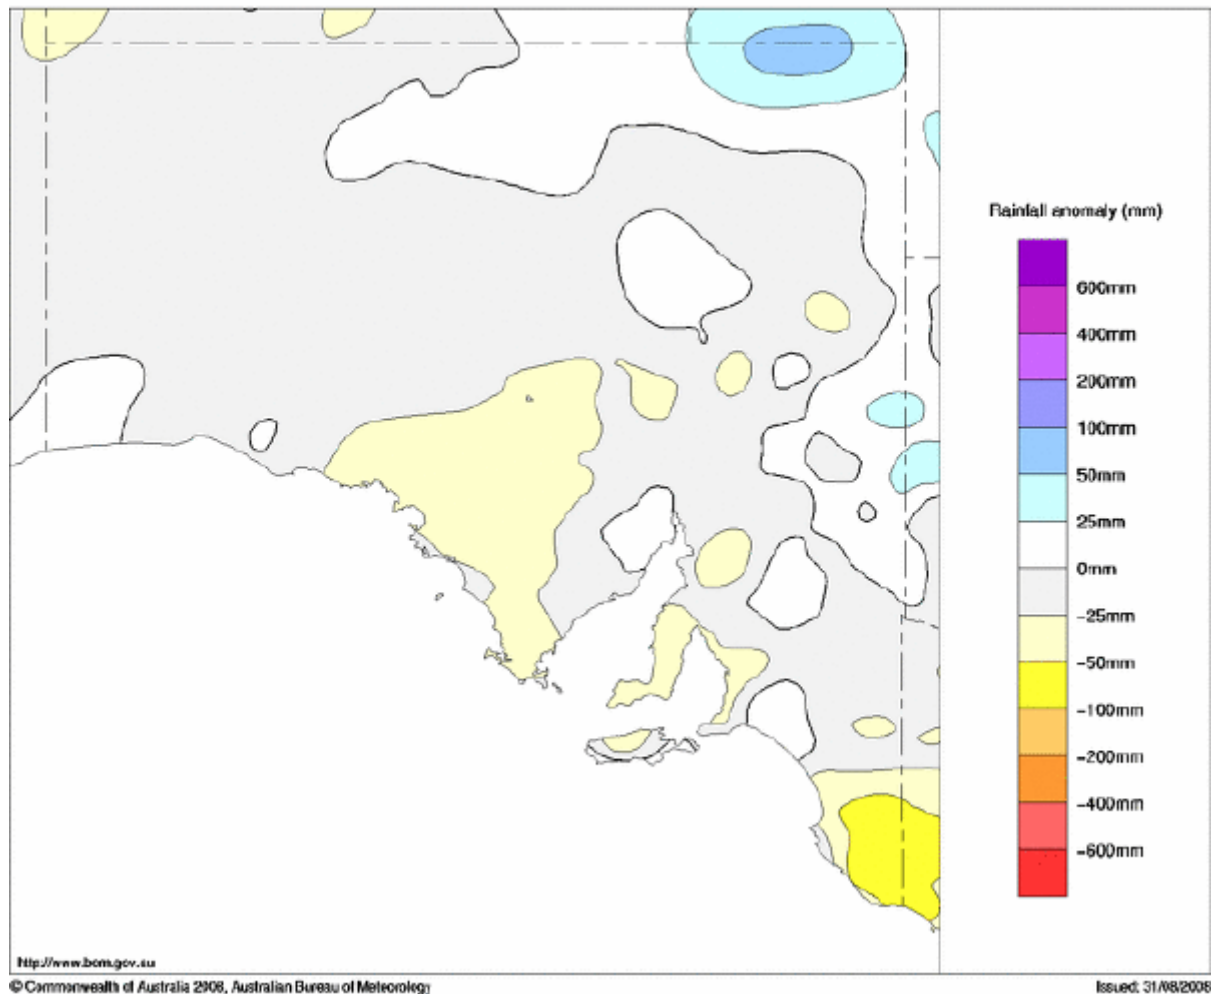 Rainfall anomaly (mm)
600mm
400mm
200mm
100mm
50mm
25mm
0mm
-25mm
-50mm
-100mm
-200mm
-400mm
-600mm
http://www.bom.gov.au
© Commonwealth of Australia 2008, Australian Bureau of Meteorology
Issued: 31/08/2008